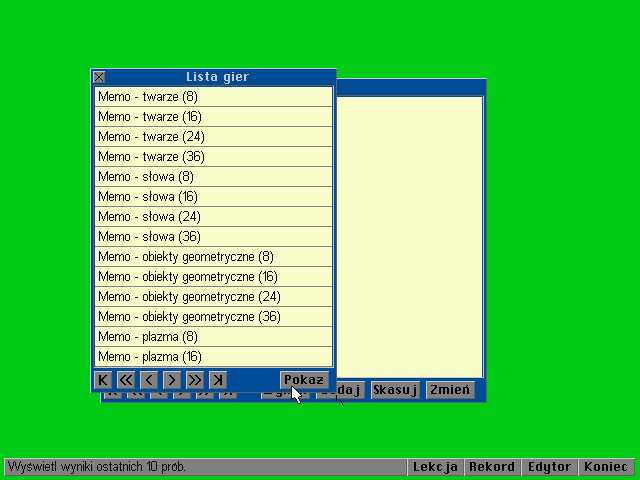 Lista gier
Memo - twarze (8)
Memo - twarze (16)
Memo - twarze (24)
Memo - twarze (36)
Memo - słowa (8)
Memo - słowa (16)
Memo - słowa (24)
Memo - słowa (36)
Memo - obiekty geometryczne (8)
Memo - obiekty geometryczne (16)
Memo - obiekty geometryczne (24)
Memo - obiekty geometryczne (36)
Memo - plazma (8)
Memo - plazma (16)
K << < > >> Pokaz
Skasuj Zmień
Wyświetl wyniki ostatnich 10 prób. Lekcja Rekord Edytor Koniec